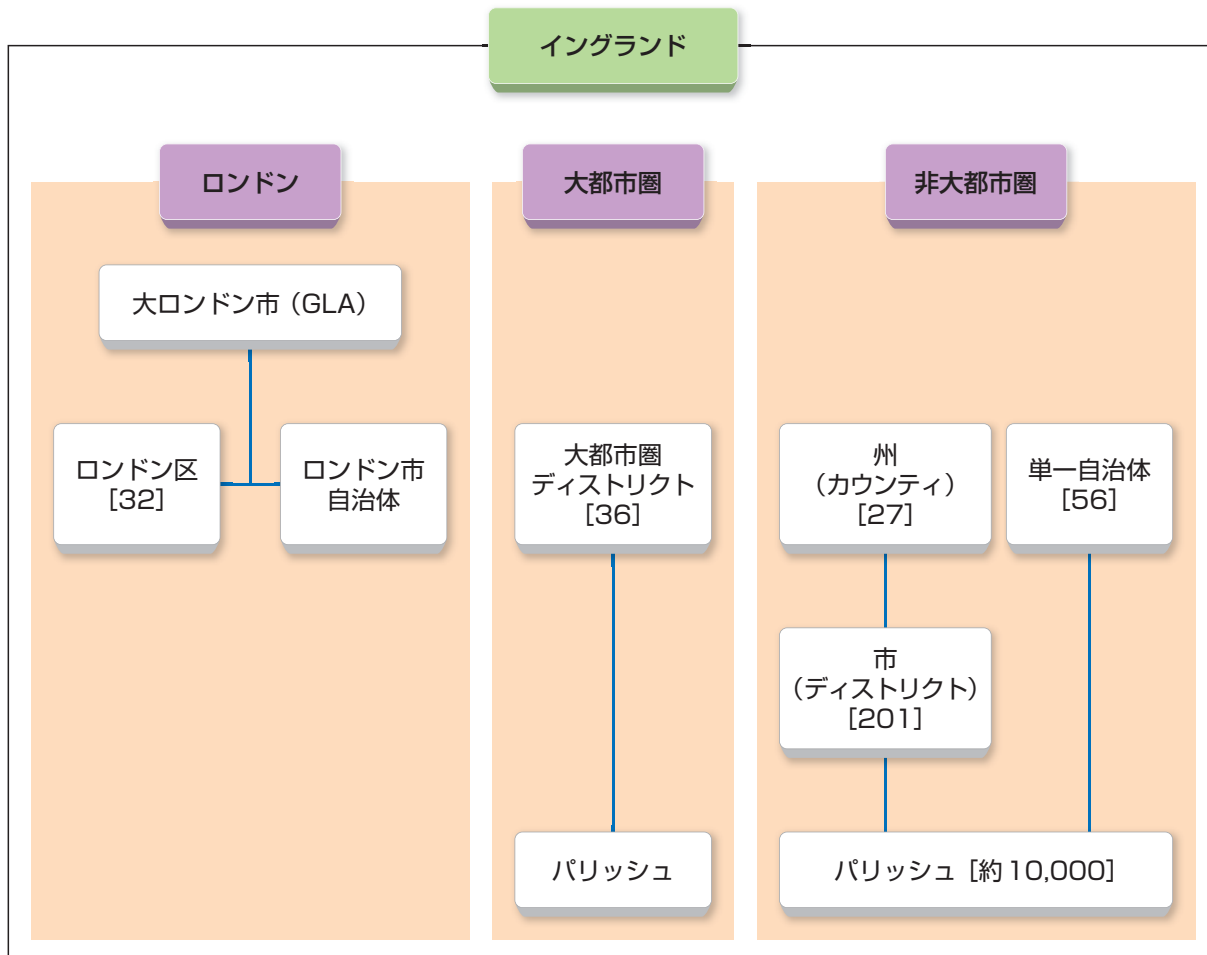 イングランド
ロンドン
大ロンドン市（GLA）
ロンドン区
[32]
ロンドン市
自治体
大都市圏
大都市圏
ディストリクト
[36]
パリッシュ
非大都市圏
州
（カウンティ）
[27]
単一自治体
[56]
市
（ディストリクト）
[201]
パリッシュ［約10,000］